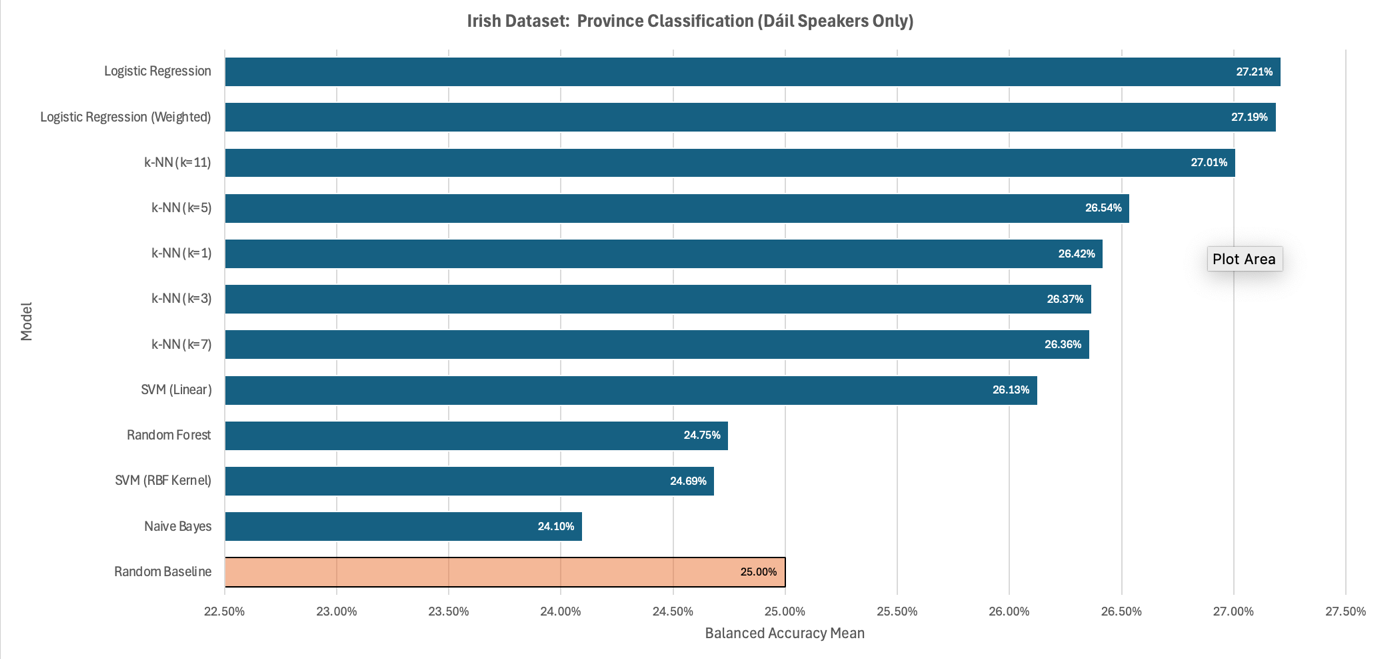 Irish Dataset: Province Classification (Dáil Speakers Only)
Logistic Regression 27.21%
Logistic Regression (Weighted) 27.19%
k-NN (k=11) 27.01%
k-NN (k=5) 26.54%
k-NN (k=1) 26.42%
Plot Area
k-NN (k=3) 26.37%
Model
k-NN (k=7) 26.36%
SVM (Linear) 26.13%
Random Forest 24.75%
SVM (RBF Kernel) 24.69%
Naive Bayes 24.10%
Random Baseline 25.00%
22.50% 23.00% 23.50% 24.00% 24.50% 25.00% 25.50% 26.00% 26.50% 27.00% 27.50%
Balanced Accuracy Mean